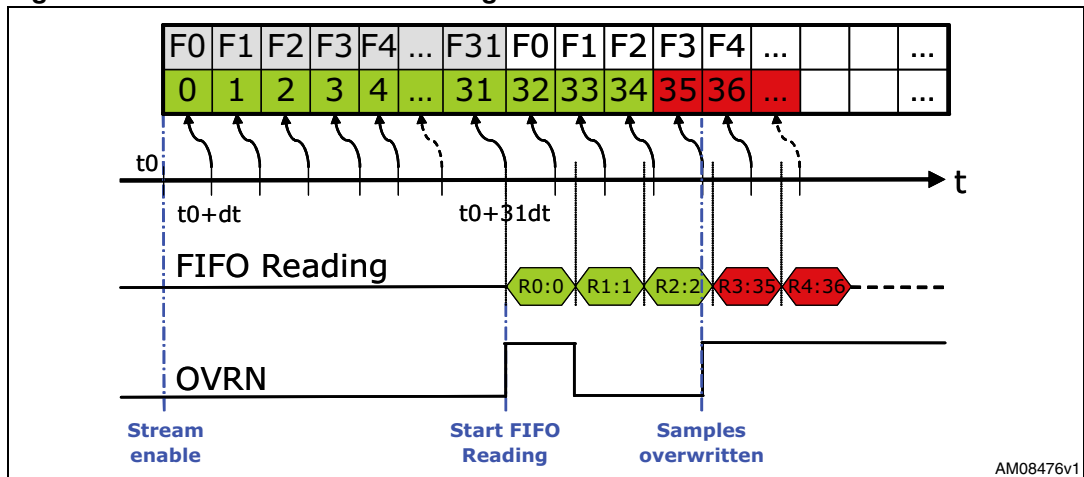 F0 F1 F2 F3 F4 ... F31 F0 F1 F2 F3 F4 ... ...
0 1 2 3 4 ... 31 32 33 34 35 36 ... ...
t0
t
t0+dt t0+31dt
FIFO Reading
R0:0 R1:1 R2:2 R3:35 R4:36
OVRN
Stream enable
Start FIFO Reading
Samples overwritten
AM08476v1